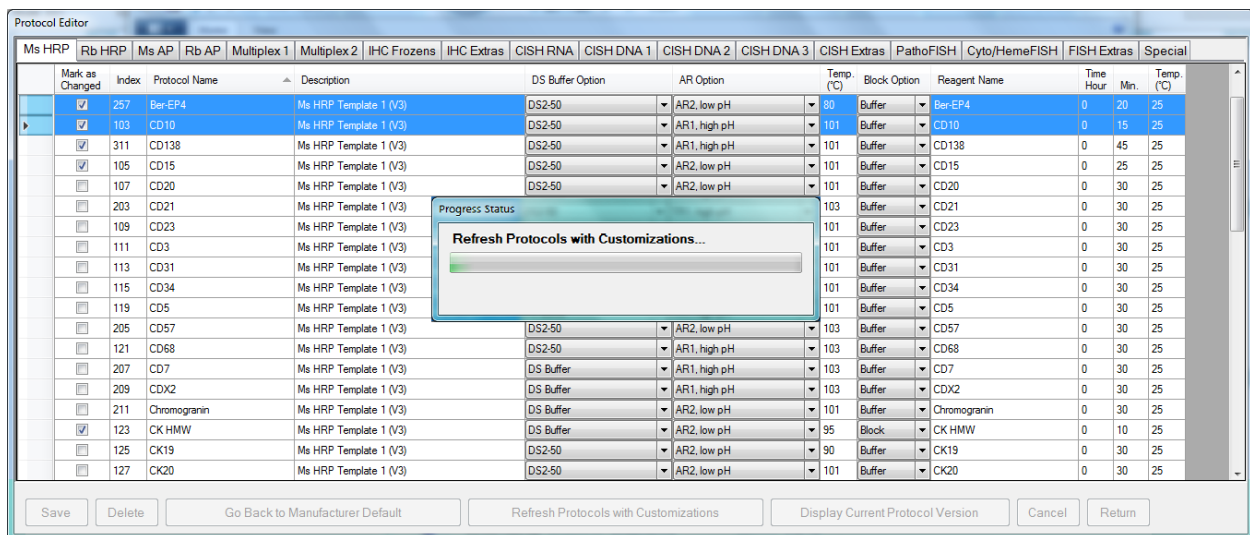 Protocol Editor
Ms HRP Rb HRP Ms AP Rb AP Multiplex 1 Multiplex 2 IHC Frozens IHC Extras CISH RNA CISH DNA 1 CISH DNA 2 CISH DNA 3 CISH Extras PathoFISH Cyto/HemeFISH FISH Extras Special
Mark as Changed Index Protocol Name Description DS Buffer Option AR Option Temp. (°C) Block Option Reagent Name Time Hour Min. Temp. (°C)
257 Ber-EP4 Ms HRP Template 1 (V3) DS2-50 AR2, low pH 80 Buffer Ber-EP4 0 20 25
103 CD10 Ms HRP Template 1 (V3) DS2-50 AR1, high pH 101 Buffer CD10 0 15 25
311 CD138 Ms HRP Template 1 (V3) DS2-50 AR1, high pH 101 Buffer CD138 0 45 25
105 CD15 Ms HRP Template 1 (V3) DS2-50 AR2, low pH 101 Buffer CD15 0 25 25
107 CD20 Ms HRP Template 1 (V3) DS2-50 AR2, low pH 101 Buffer CD20 0 30 25
203 CD21 Ms HRP Template 1 (V3) 103 Buffer CD21 0 30 25
109 CD23 Ms HRP Template 1 (V3) 101 Buffer CD23 0 30 25
111 CD3 Ms HRP Template 1 (V3) 101 Buffer CD3 0 30 25
113 CD31 Ms HRP Template 1 (V3) 101 Buffer CD31 0 30 25
115 CD34 Ms HRP Template 1 (V3) 101 Buffer CD34 0 30 25
119 CD5 Ms HRP Template 1 (V3) 101 Buffer CD5 0 30 25
205 CD57 Ms HRP Template 1 (V3) DS2-50 AR2, low pH 103 Buffer CD57 0 30 25
121 CD68 Ms HRP Template 1 (V3) DS2-50 AR1, high pH 103 Buffer CD68 0 30 25
207 CD7 Ms HRP Template 1 (V3) DS Buffer AR1, high pH 103 Buffer CD7 0 30 25
209 CDX2 Ms HRP Template 1 (V3) DS Buffer AR1, high pH 103 Buffer CDX2 0 30 25
211 Chromogranin Ms HRP Template 1 (V3) DS Buffer AR2, low pH 101 Buffer Chromogranin 0 30 25
123 CK HMW Ms HRP Template 1 (V3) DS Buffer AR2, low pH 95 Block CK HMW 0 10 25
125 CK19 Ms HRP Template 1 (V3) DS2-50 AR2, low pH 90 Buffer CK19 0 30 25
127 CK20 Ms HRP Template 1 (V3) DS2-50 AR2, low pH 101 Buffer CK20 0 30 25
Progress Status
Refresh Protocols with Customizations...
Save Delete Go Back to Manufacturer Default Refresh Protocols with Customizations Display Current Protocol Version Cancel Return